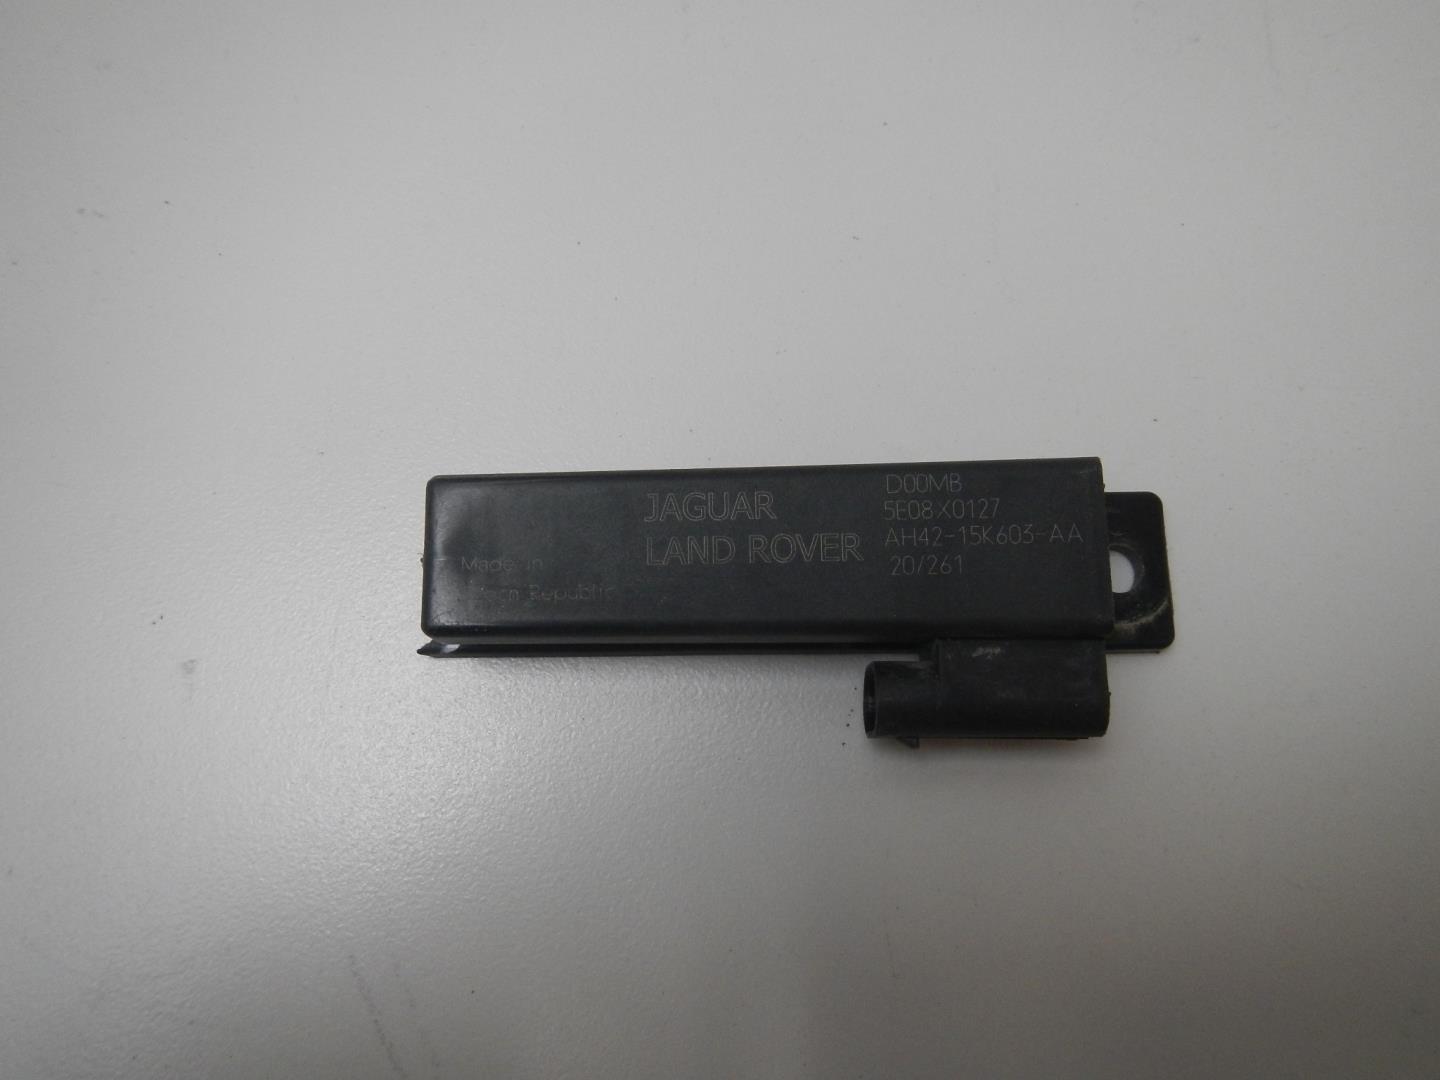 JAGUAR
LAND ROVER
D00MB
5E08X0127
AH42-15K603-AA
20/261
Made in
Republic